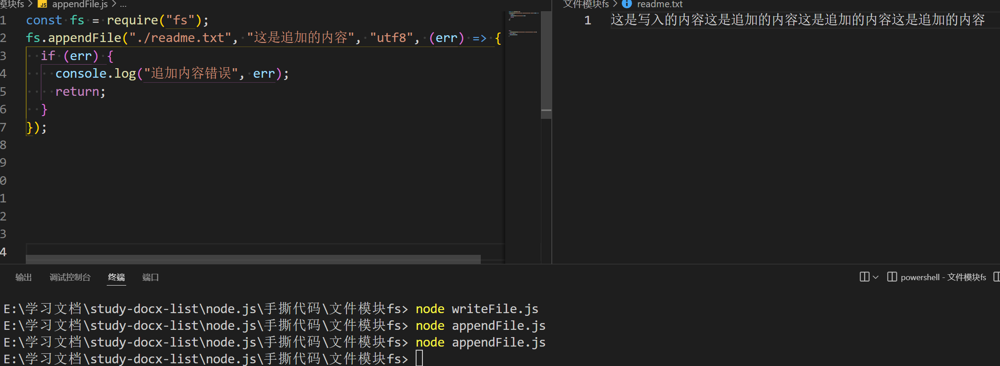 模块fs > JS appendFile.js > ...
1 const fs = require("fs");
2 fs.appendFile("./readme.txt", "这是追加的内容", "utf8", (err) => {
3 if (err) {
4 console.log("追加内容错误", err);
5 return;
6 }
7 });
8
9
0
1
2
3
4
文件模块fs > readme.txt
1 这是写入的内容这是追加的内容这是追加的内容这是追加的内容
输出 调试控制台 终端 端口
powershell - 文件模块fs
E:\学习文档\study-docx-list\node.js\手撕代码\文件模块fs> node writeFile.js
E:\学习文档\study-docx-list\node.js\手撕代码\文件模块fs> node appendFile.js
E:\学习文档\study-docx-list\node.js\手撕代码\文件模块fs> node appendFile.js
E:\学习文档\study-docx-list\node.js\手撕代码\文件模块fs>